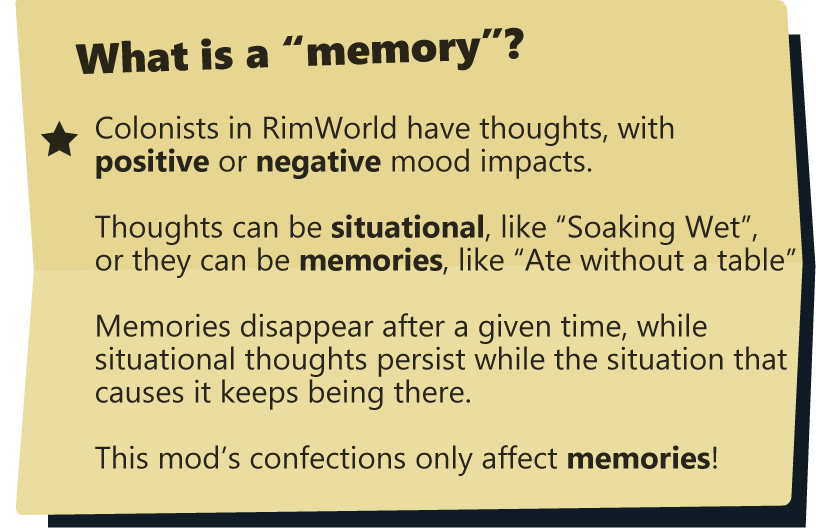 What is a “memory”?
Colonists in RimWorld have thoughts, with
positive or negative mood impacts.
Thoughts can be situational, like “Soaking Wet”,
or they can be memories, like “Ate without a table”
Memories disappear after a given time, while
situational thoughts persist while the situation that
causes it keeps being there.
This mod’s confections only affect memories!